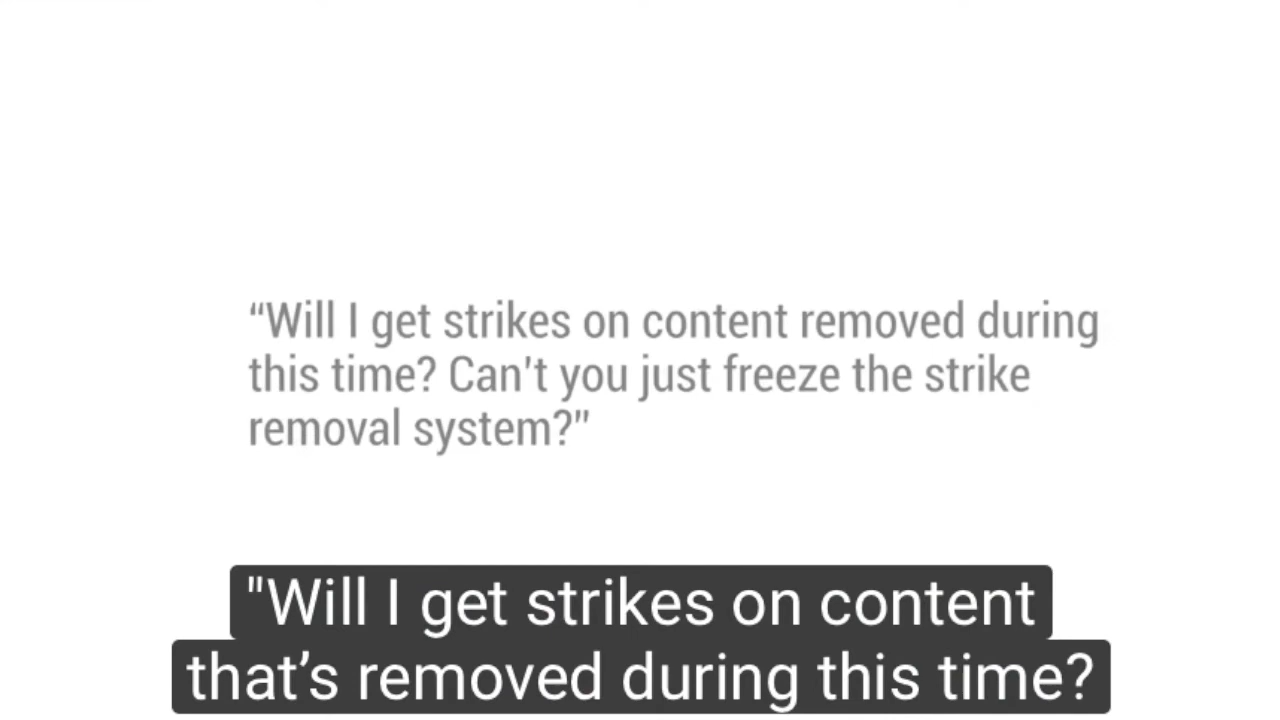 “Will I get strikes on content removed during
this time? Can't you just freeze the strike
removal system?”
"Will I get strikes on content
that’s removed during this time?